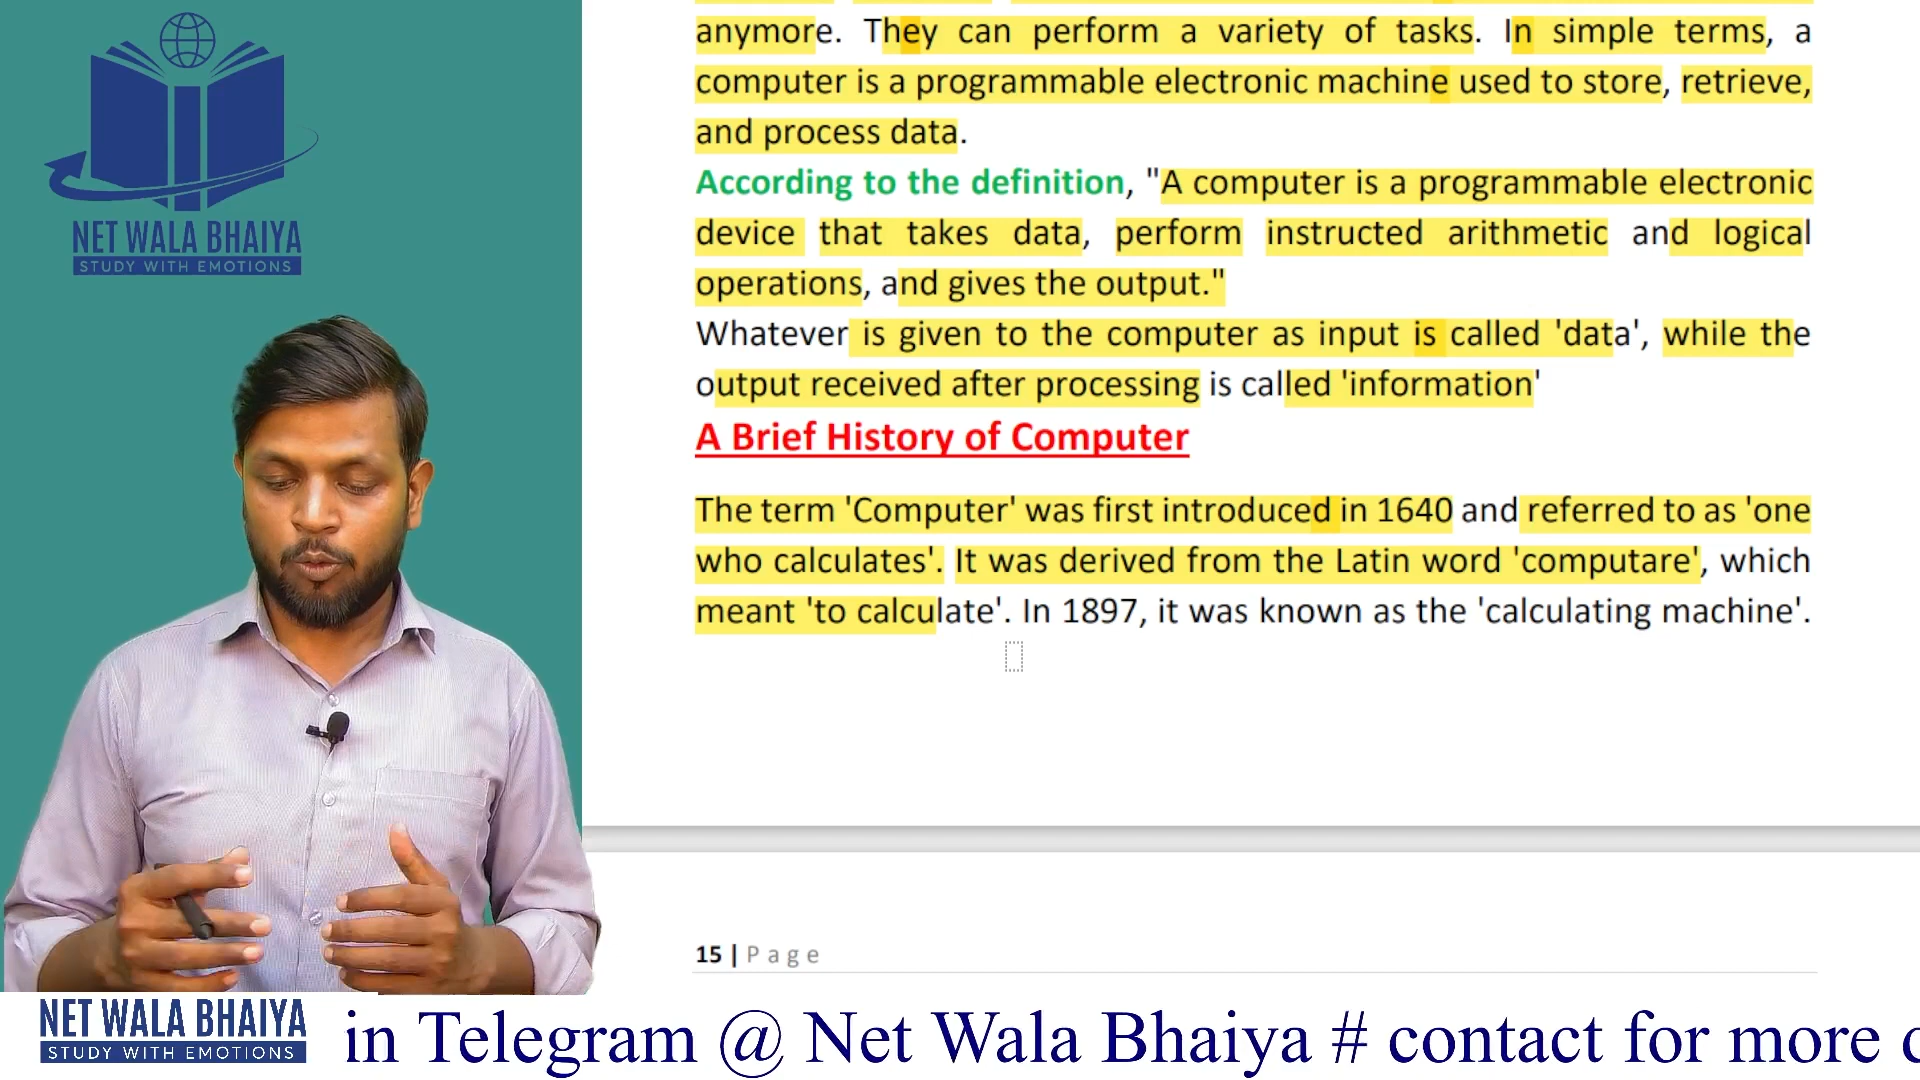 NET WALA BHAIYA
STUDY WITH EMOTIONS
anymore. They can perform a variety of tasks. In simple terms, a
computer is a programmable electronic machine used to store, retrieve,
and process data.
According to the definition, "A computer is a programmable electronic
device that takes data, perform instructed arithmetic and logical
operations, and gives the output."
Whatever is given to the computer as input is called 'data', while the
output received after processing is called 'information'
A Brief History of Computer
The term 'Computer' was first introduced in 1640 and referred to as 'one
who calculates'. It was derived from the Latin word 'computare', which
meant 'to calculate'. In 1897, it was known as the 'calculating machine'.
15 | Page
NET WALA BHAIYA
STUDY WITH EMOTIONS
in Telegram @ Net Wala Bhaiya # contact for more